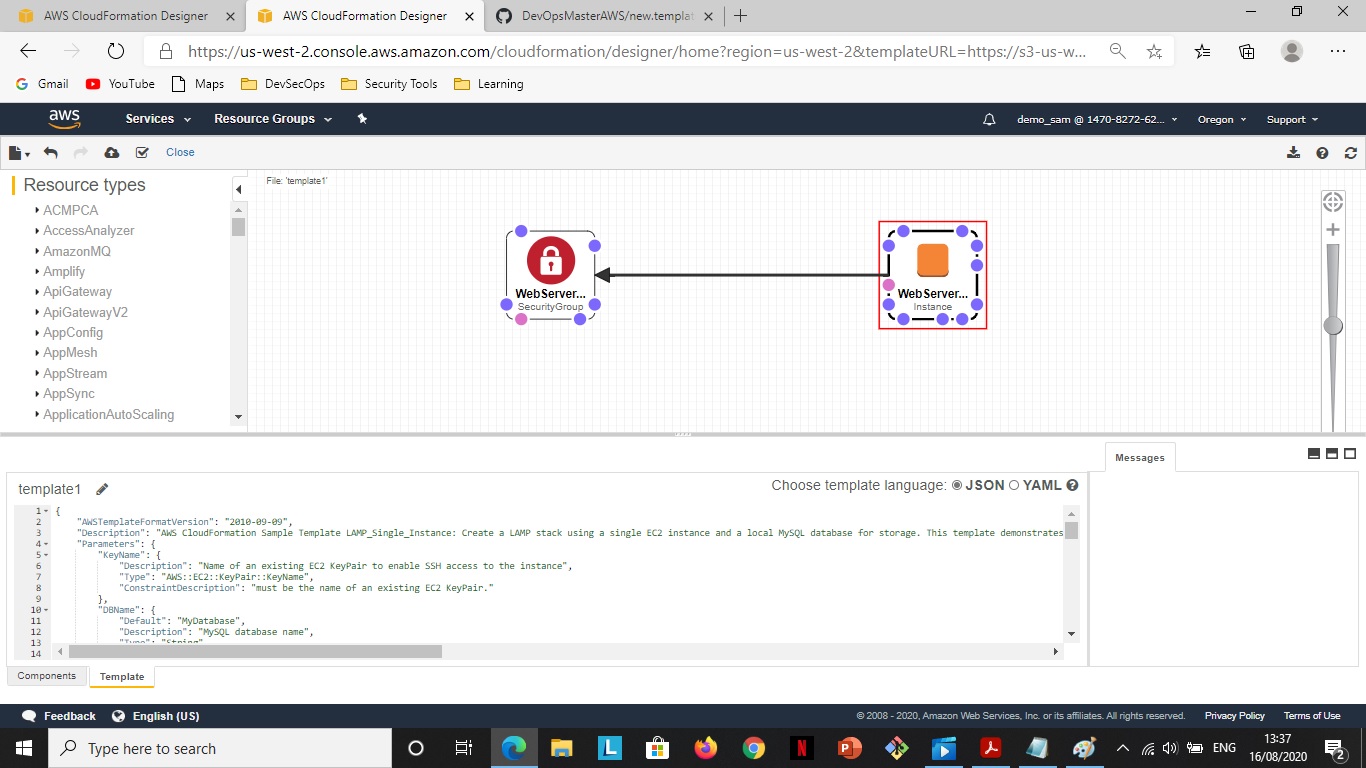 AWS CloudFormation Designer
AWS CloudFormation Designer
DevOpsMasterAWS/new.templat
https://us-west-2.console.aws.amazon.com/cloudformation/designer/home?region=us-west-2&templateURL=https://s3-us-w...
Gmail YouTube Maps DevSecOps Security Tools Learning
aws Services Resource Groups demo_sam @ 1470-8272-62... Oregon Support
Close
Resource types
ACMPCA
AccessAnalyzer
AmazonMQ
Amplify
ApiGateway
ApiGatewayV2
AppConfig
AppMesh
AppStream
AppSync
ApplicationAutoScaling
File: 'template1'
WebServer...
SecurityGroup
WebServer...
Instance
Messages
template1
Choose template language: JSON YAML
1 {
2 "AWSTemplateFormatVersion": "2010-09-09",
3 "Description": "AWS CloudFormation Sample Template LAMP_Single_Instance: Create a LAMP stack using a single EC2 instance and a local MySQL database for storage. This template demonstrates
4 "Parameters": {
5 "KeyName": {
6 "Description": "Name of an existing EC2 KeyPair to enable SSH access to the instance",
7 "Type": "AWS::EC2::KeyPair::KeyName",
8 "ConstraintDescription": "must be the name of an existing EC2 KeyPair."
9 },
10 "DBName": {
11 "Default": "MyDatabase",
12 "Description": "MySQL database name",
13 "Type": "String"
14
Components Template
Feedback English (US) © 2008 - 2020, Amazon Web Services, Inc. or its affiliates. All rights reserved. Privacy Policy Terms of Use
Type here to search
ENG
13:37
16/08/2020
2